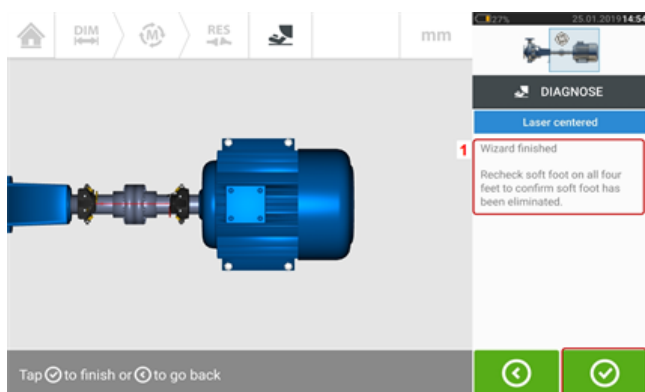 DIM
M
RES
mm
27%
25.01.2019 14:54
DIAGNOSE
Laser centered
1
Wizard finished
Recheck soft foot on all four
feet to confirm soft foot has
been eliminated.
Tap to finish or to go back